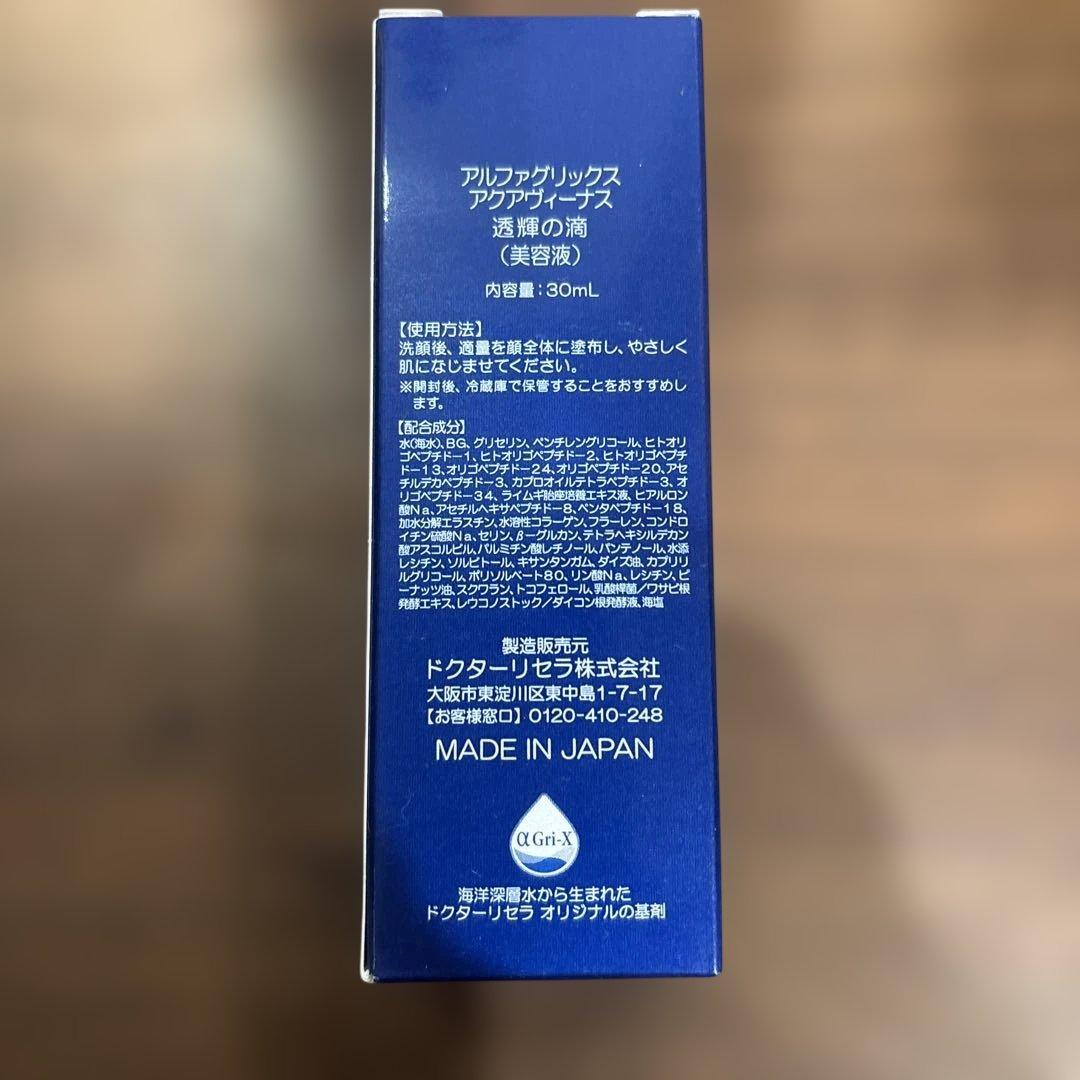 アルファグリックス
アクアヴィーナス
透輝の滴
(美容液)
内容量:30mL
【使用方法】
洗顔後、適量を顔全体に塗布し、やさしく
肌になじませてください。
※開封後、冷蔵庫で保管することをおすすめし
ます。
【配合成分】
水(海水)、BG、グリセリン、ペンチレングリコール、ヒトオリ
ゴペプチド-1、ヒトオリゴペプチド-2、ヒトオリゴペプチ
ド-13、オリゴペプチド-24、オリゴペプチド-20、アセ
チルデカペプチド-3、カプロオイルテトラペプチド-3、オ
リゴペプチド-34、ライムギ胎座培養エキス液、ヒアルロン
酸Na、アセチルヘキサペプチド-8、ペンタペプチド-18、
加水分解エラスチン、水溶性コラーゲン、フラーレン、コンドロ
イチン硫酸Na、セリン、β-グルカン、テトラヘキシルデカン
酸アスコルビル、パルミチン酸レチノール、パンテノール、水添
レシチン、ソルビトール、キサンタンガム、ダイズ油、カプリリ
ルグリコール、ポリソルベート80、リン酸Na、レシチン、ピ
ーナッツ油、スクワラン、トコフェロール、乳酸桿菌/ワサビ根
発酵エキス、レウコノストック/ダイコン根発酵液、海塩
製造販売元
ドクターリセラ株式会社
大阪市東淀川区東中島1-7-17
【お客様窓口】0120-410-248
MADE IN JAPAN
α Gri-X
海洋深層水から生まれた
ドクターリセラ オリジナルの基剤